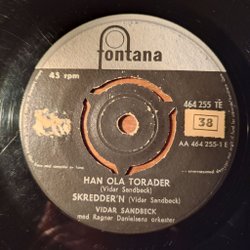 fontana
45 rpm
464 255 TE
38
AA 464 255-1 E
HAN OLA TORADER
(Vidar Sandbeck)
SKREDDER'N (Vidar Sandbeck)
VIDAR SANDBECK
med Ragnar Danielsens orkester